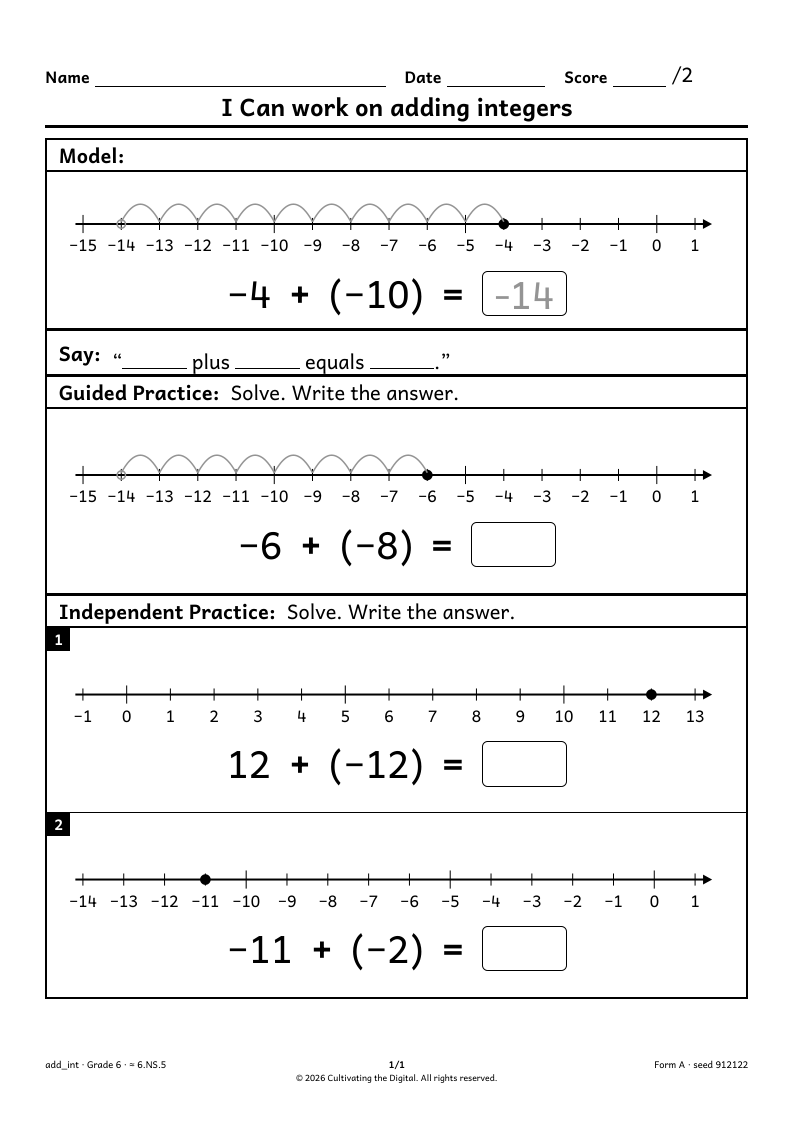 Name Date Score /2
I Can work on adding integers
Model:
−15 −14 −13 −12 −11 −10 −9 −8 −7 −6 −5 −4 −3 −2 −1 0 1
−4 + (−10) = −14
Say: “______ plus ______ equals ______.”
Guided Practice: Solve. Write the answer.
−15 −14 −13 −12 −11 −10 −9 −8 −7 −6 −5 −4 −3 −2 −1 0 1
−6 + (−8) =
Independent Practice: Solve. Write the answer.
1
−1 0 1 2 3 4 5 6 7 8 9 10 11 12 13
12 + (−12) =
2
−14 −13 −12 −11 −10 −9 −8 −7 −6 −5 −4 −3 −2 −1 0 1
−11 + (−2) =
add_int · Grade 6 · ≈ 6.NS.5 1/1 Form A · seed 912122
© 2026 Cultivating the Digital. All rights reserved.